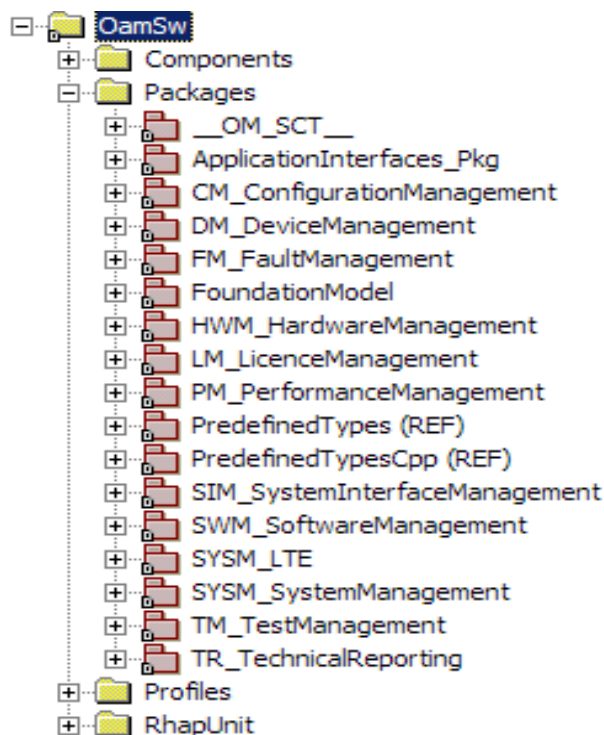 OamSw
Components
Packages
__OM_SCT__
ApplicationInterfaces_Pkg
CM_ConfigurationManagement
DM_DeviceManagement
FM_FaultManagement
FoundationModel
HWM_HardwareManagement
LM_LicenceManagement
PM_PerformanceManagement
PredefinedTypes (REF)
PredefinedTypesCpp (REF)
SIM_SystemInterfaceManagement
SWM_SoftwareManagement
SYSM_LTE
SYSM_SystemManagement
TM_TestManagement
TR_TechnicalReporting
Profiles
RhapUnit